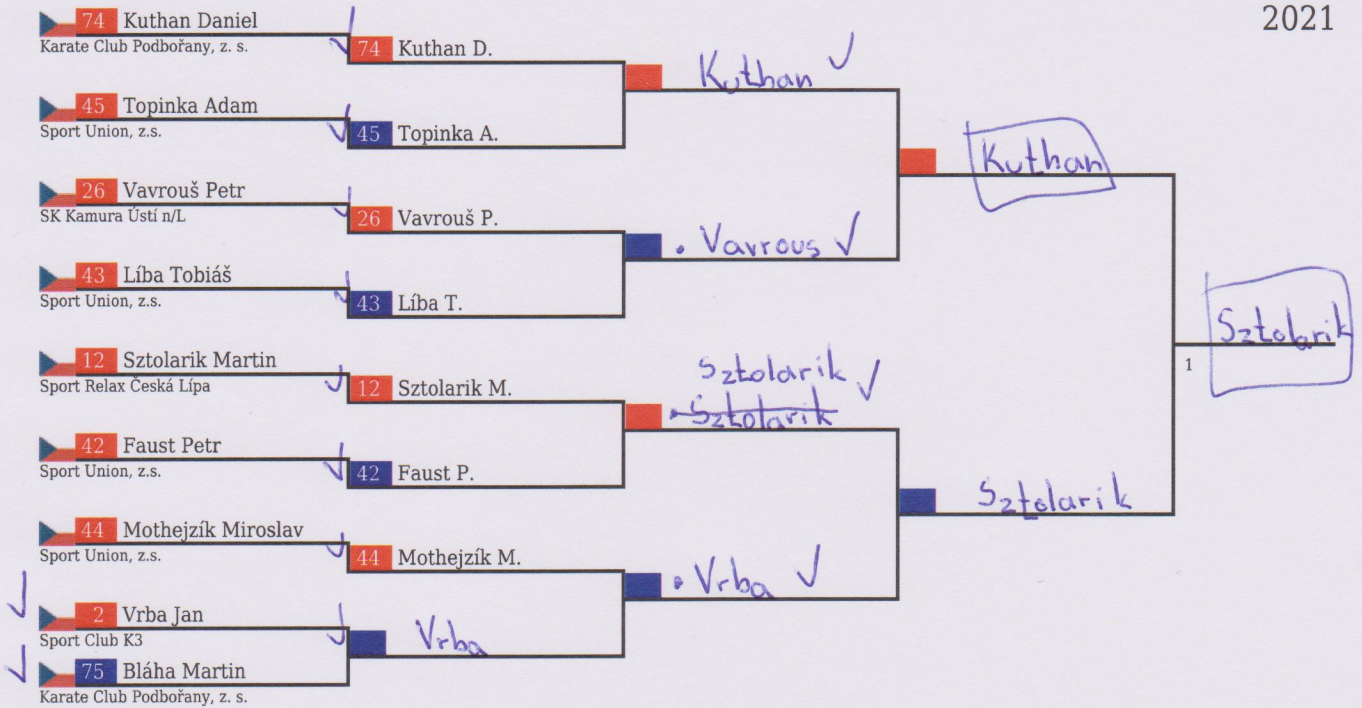 2021
74 Kuthan Daniel
Karate Club Podbořany, z. s.
74 Kuthan D.
Kuthan
45 Topinka Adam
Sport Union, z.s.
45 Topinka A.
Kuthan
26 Vavrouš Petr
SK Kamura Ústí n/L
26 Vavrouš P.
Vavrous
43 Líba Tobiáš
Sport Union, z.s.
43 Líba T.
Sztolarik
1
12 Sztolarik Martin
Sport Relax Česká Lípa
12 Sztolarik M.
Sztolarik
Sztolarik
42 Faust Petr
Sport Union, z.s.
42 Faust P.
Sztolarik
44 Mothejzík Miroslav
Sport Union, z.s.
44 Mothejzík M.
Vrba
2 Vrba Jan
Sport Club K3
Vrba
75 Bláha Martin
Karate Club Podbořany, z. s.